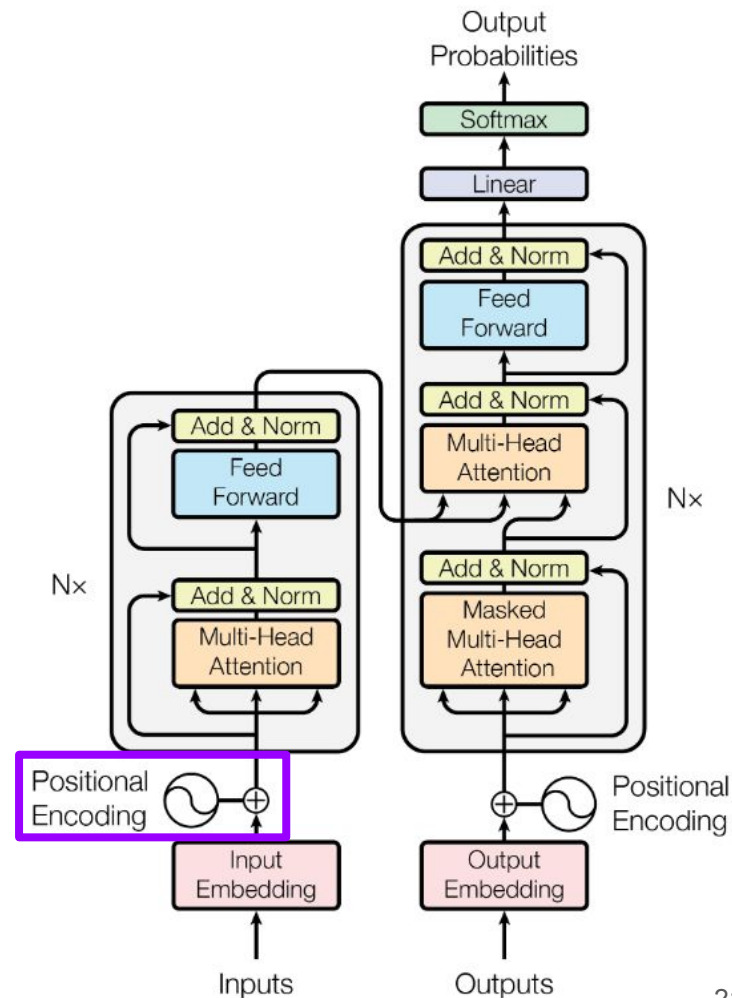 Output
Probabilities
Softmax
Linear
Add & Norm
Feed
Forward
Add & Norm
Multi-Head
Attention
Nx
Add & Norm
Masked
Multi-Head
Attention
Add & Norm
Feed
Forward
Nx
Add & Norm
Multi-Head
Attention
Positional
Encoding
Positional
Encoding
Input
Embedding
Output
Embedding
Inputs
Outputs